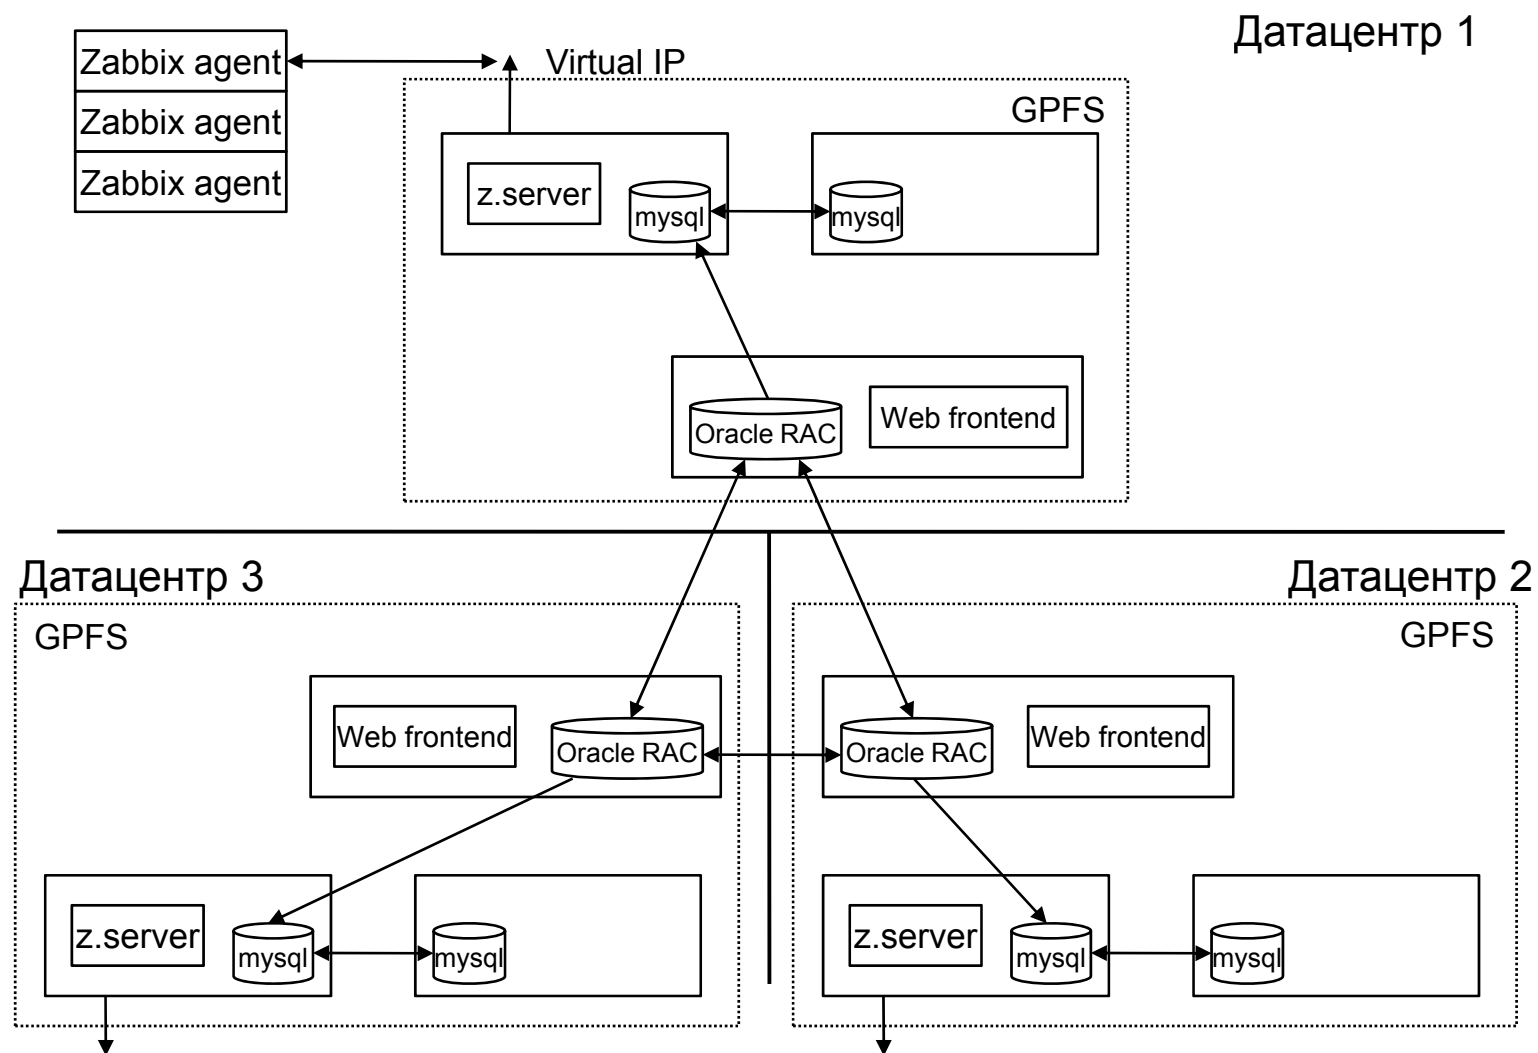 Датацентр 1
Zabbix agent
Virtual IP
Zabbix agent
Zabbix agent
GPFS
z.server
mysql
mysql
Oracle RAC
Web frontend
Датацентр 3
GPFS
Web frontend
Oracle RAC
z.server
mysql
mysql
Датацентр 2
GPFS
Oracle RAC
Web frontend
z.server
mysql
mysql